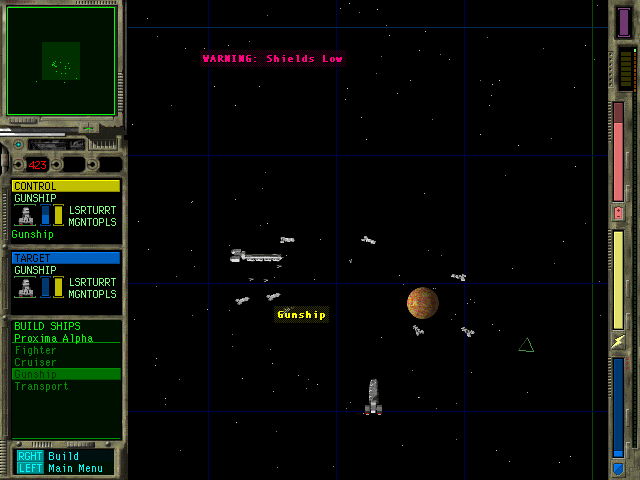 WARNING: Shields Low
423
CONTROL
GUNSHIP
LSRTURRT
MGNTOPLS
Gunship
TARGET
GUNSHIP
LSRTURRT
MGNTOPLS
Gunship
BUILD SHIPS
Proxima Alpha
Fighter
Cruiser
Gunship
Transport
RGHT Build
LEFT Main Menu